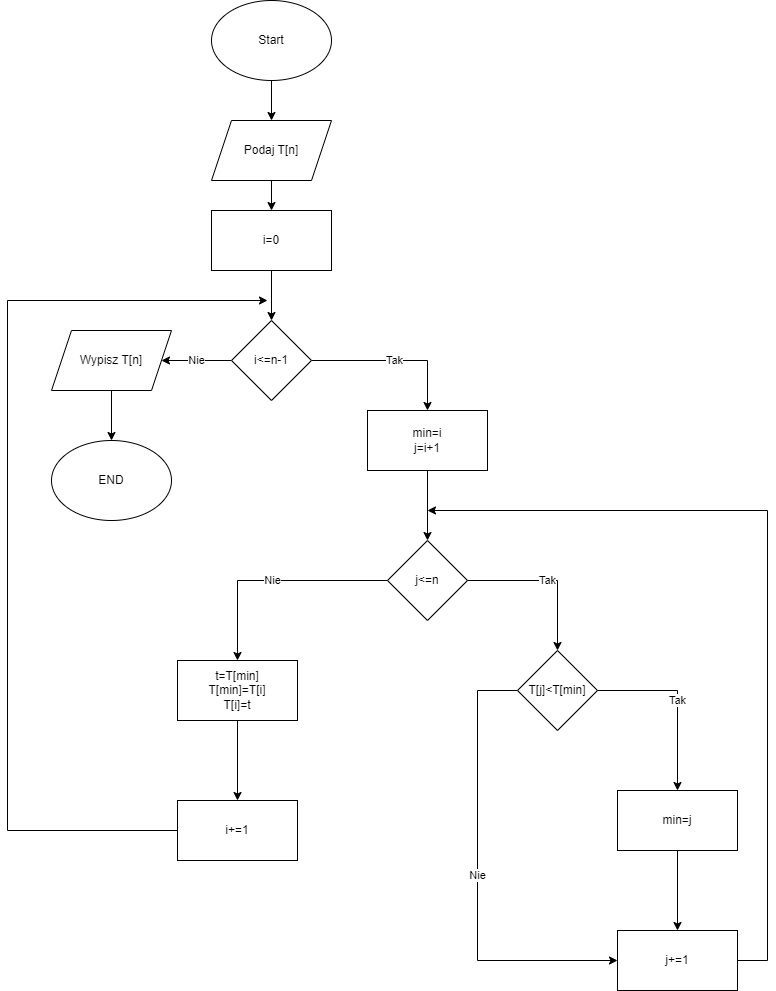 Start
Podaj T[n]
i=0
Wypisz T[n]
Nie
i<=n-1
Tak
min=i
j=i+1
END
Nie
j<=n
Tak
t=T[min]
T[min]=T[i]
T[i]=t
T[j]<T[min]
Tak
i+=1
min=j
Nie
j+=1